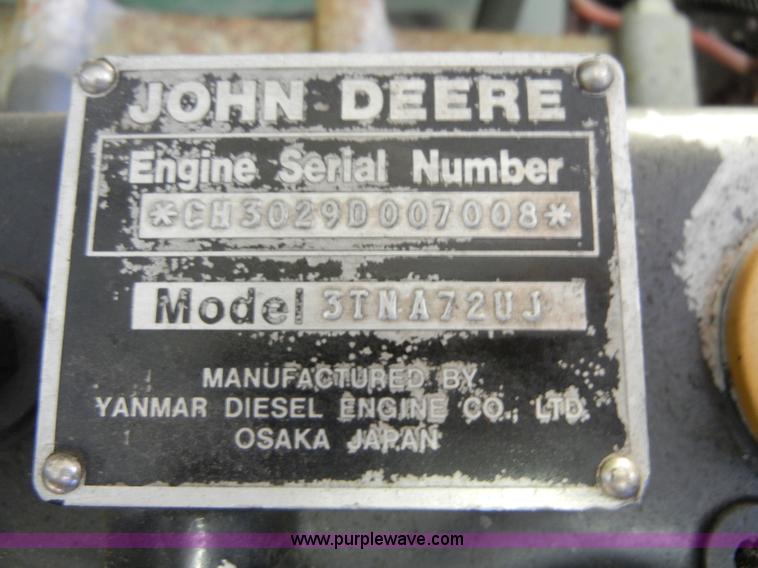 JOHN DEERE
Engine Serial Number
*CH3029D007008*
Model 3TNA72UJ
MANUFACTURED BY
YANMAR DIESEL ENGINE CO., LTD.
OSAKA JAPAN
www.purplewave.com